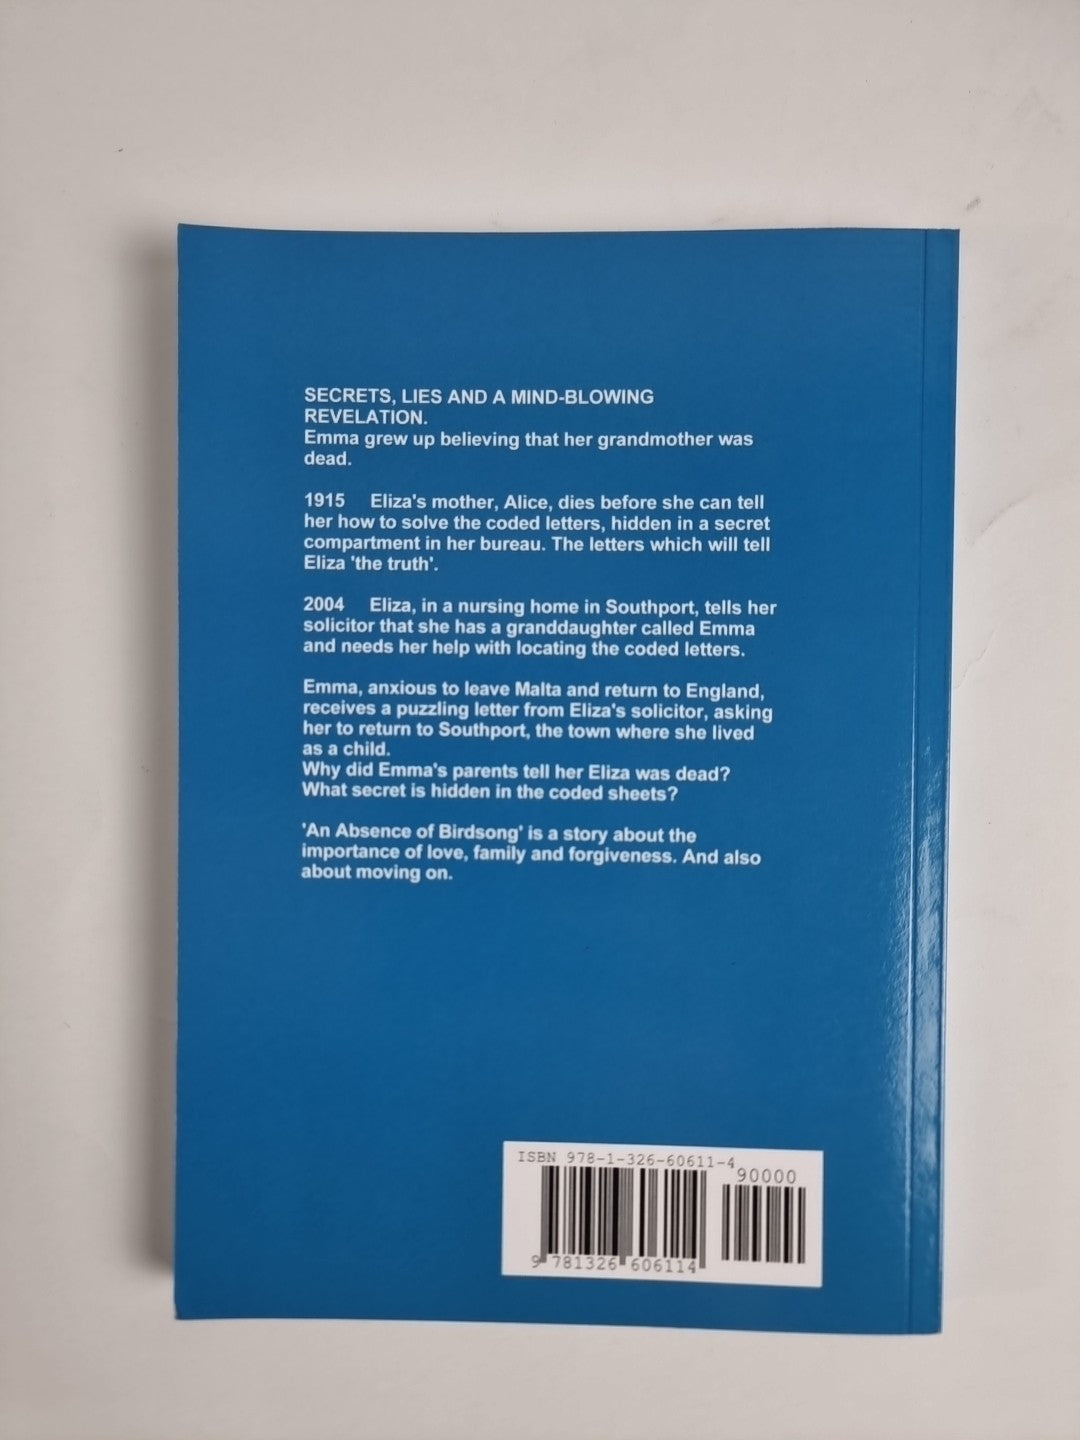 SECRETS, LIES AND A MIND-BLOWING
REVELATION.
Emma grew up believing that her grandmother was
dead.
1915 Eliza's mother, Alice, dies before she can tell
her how to solve the coded letters, hidden in a secret
compartment in her bureau. The letters which will tell
Eliza 'the truth'.
2004 Eliza, in a nursing home in Southport, tells her
solicitor that she has a granddaughter called Emma
and needs her help with locating the coded letters.
Emma, anxious to leave Malta and return to England,
receives a puzzling letter from Eliza's solicitor, asking
her to return to Southport, the town where she lived
as a child.
Why did Emma's parents tell her Eliza was dead?
What secret is hidden in the coded sheets?
'An Absence of Birdsong' is a story about the
importance of love, family and forgiveness. And also
about moving on.
ISBN 978-1-326-60611-4
90000
9 781326 606114